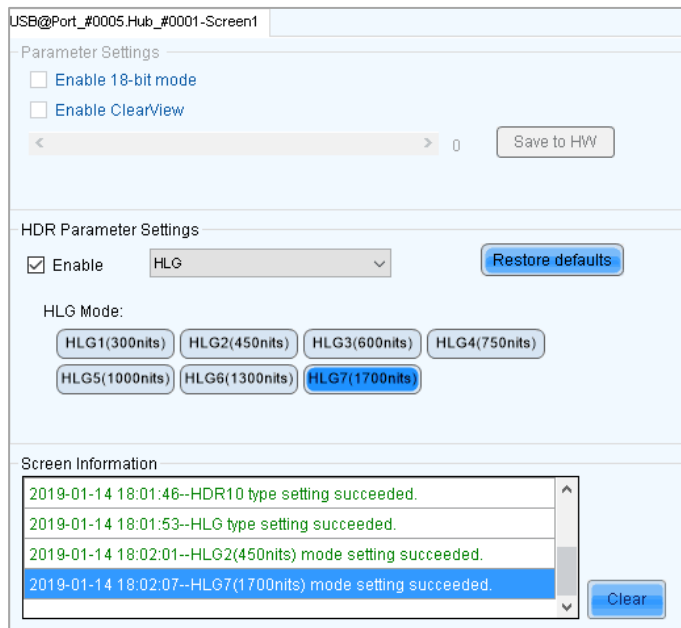 USB@Port_#0005.Hub_#0001-Screen1
Parameter Settings
Enable 18-bit mode
Enable ClearView
0 Save to HW
HDR Parameter Settings
Enable HLG Restore defaults
HLG Mode:
HLG1(300nits) HLG2(450nits) HLG3(600nits) HLG4(750nits)
HLG5(1000nits) HLG6(1300nits) HLG7(1700nits)
Screen Information
2019-01-14 18:01:46--HDR10 type setting succeeded.
2019-01-14 18:01:53--HLG type setting succeeded.
2019-01-14 18:02:01--HLG2(450nits) mode setting succeeded.
2019-01-14 18:02:07--HLG7(1700nits) mode setting succeeded.
Clear